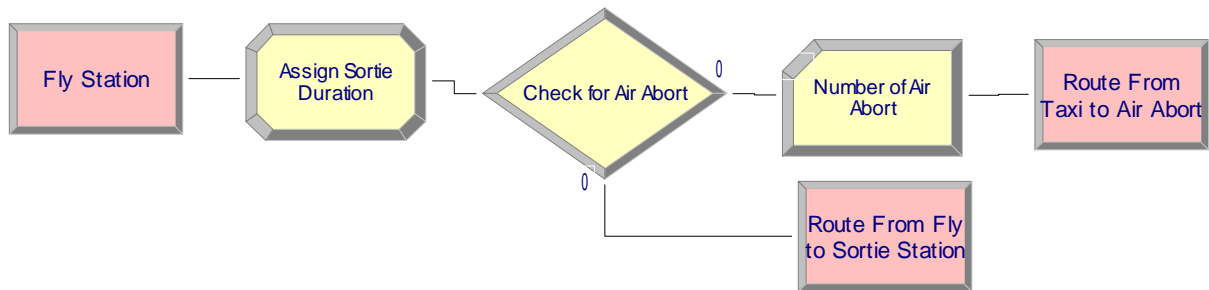 Fly Station
Assign Sortie
Duration
Check for Air Abort
0
0
Number of Air
Abort
Route From
Taxi to Air Abort
Route From Fly
to Sortie Station